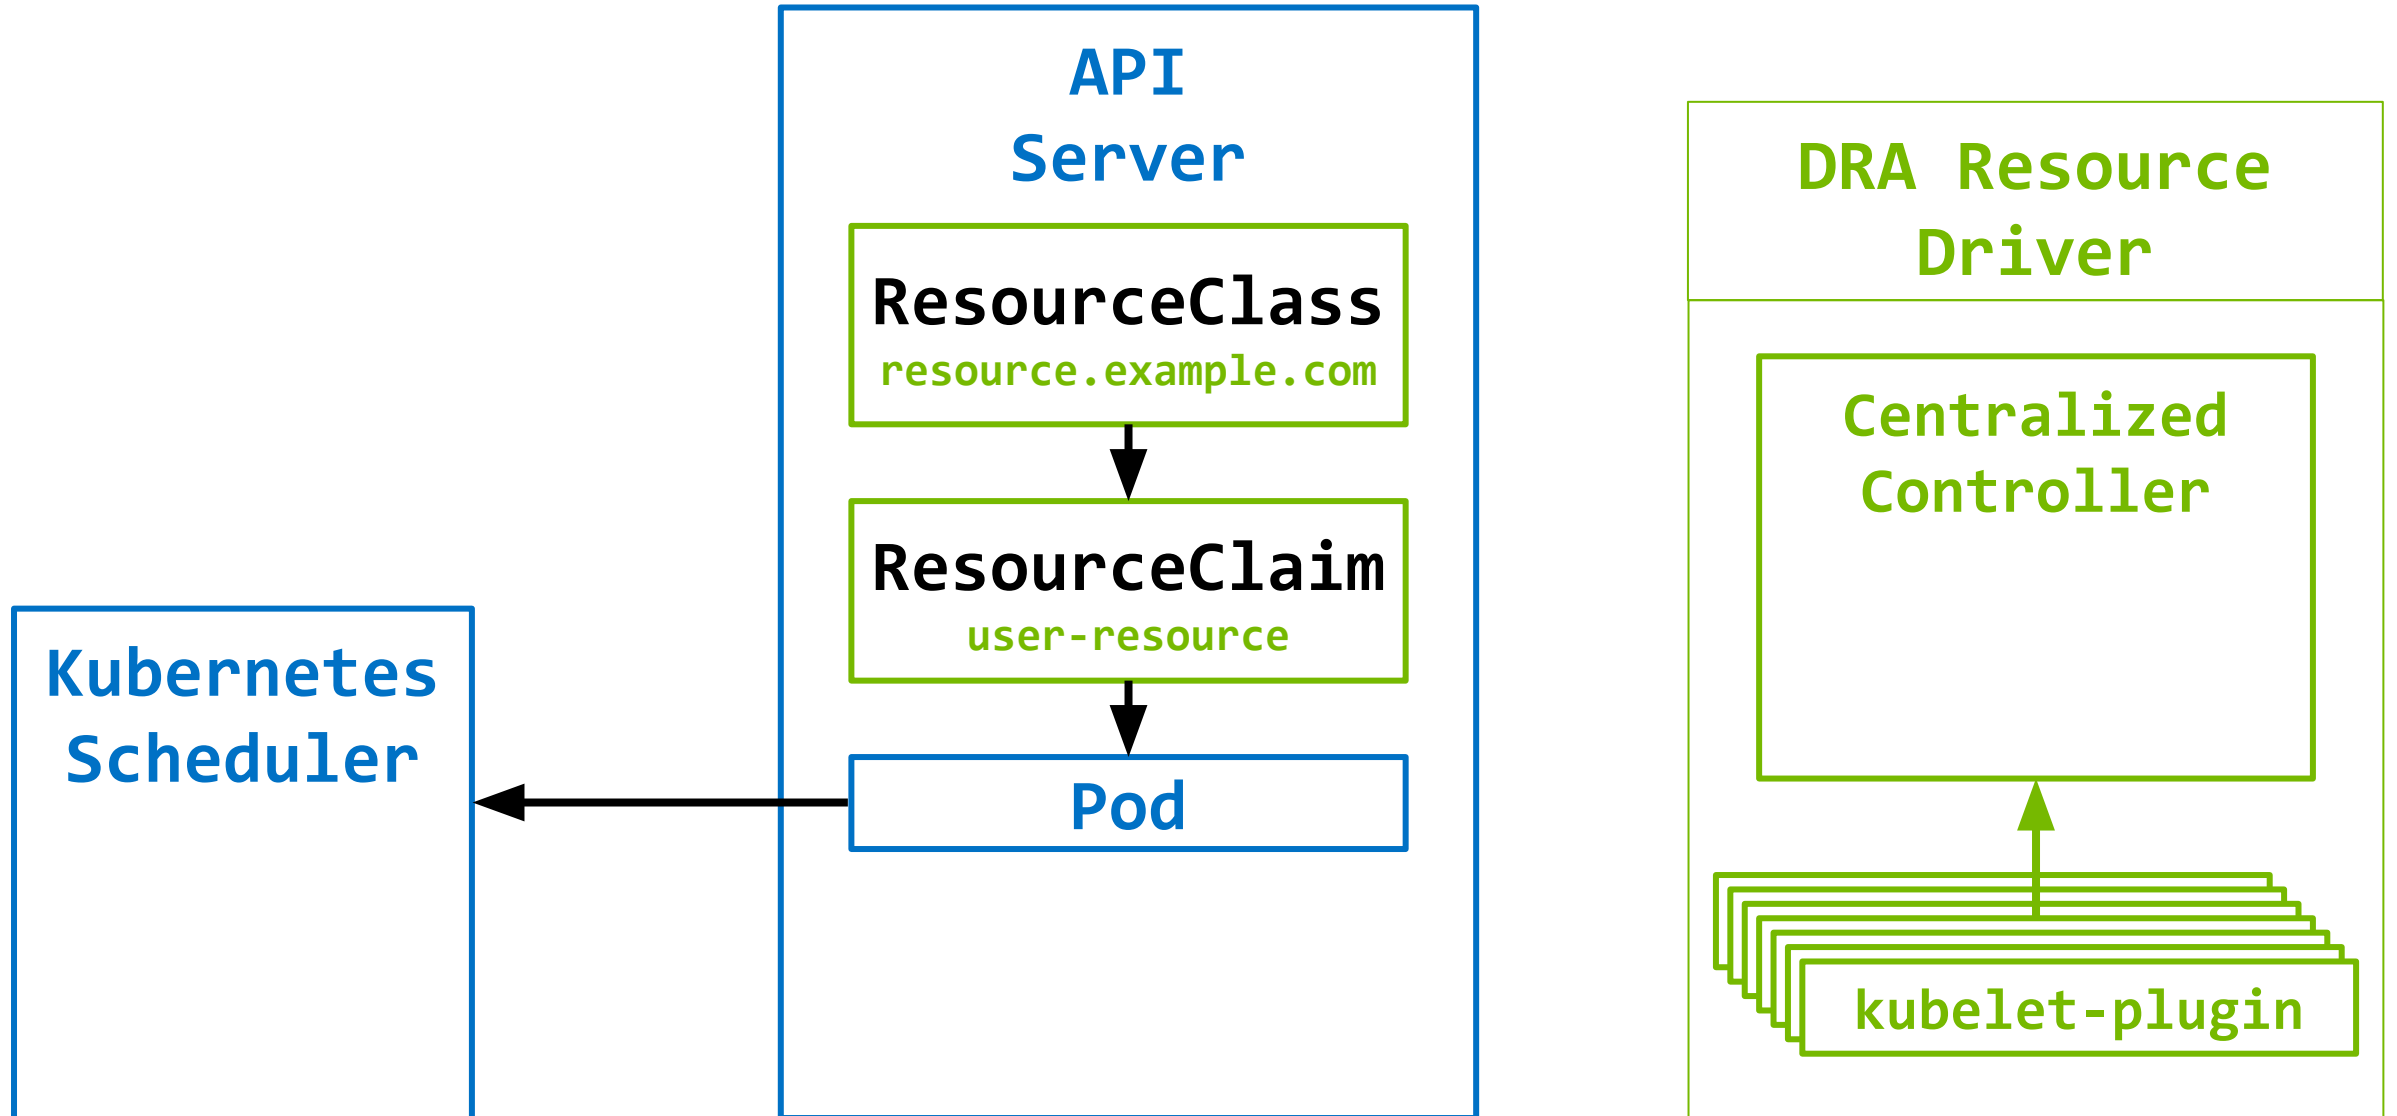 API
Server
ResourceClass
resource.example.com
ResourceClaim
user-resource
Pod
Kubernetes
Scheduler
DRA Resource
Driver
Centralized
Controller
kubelet-plugin